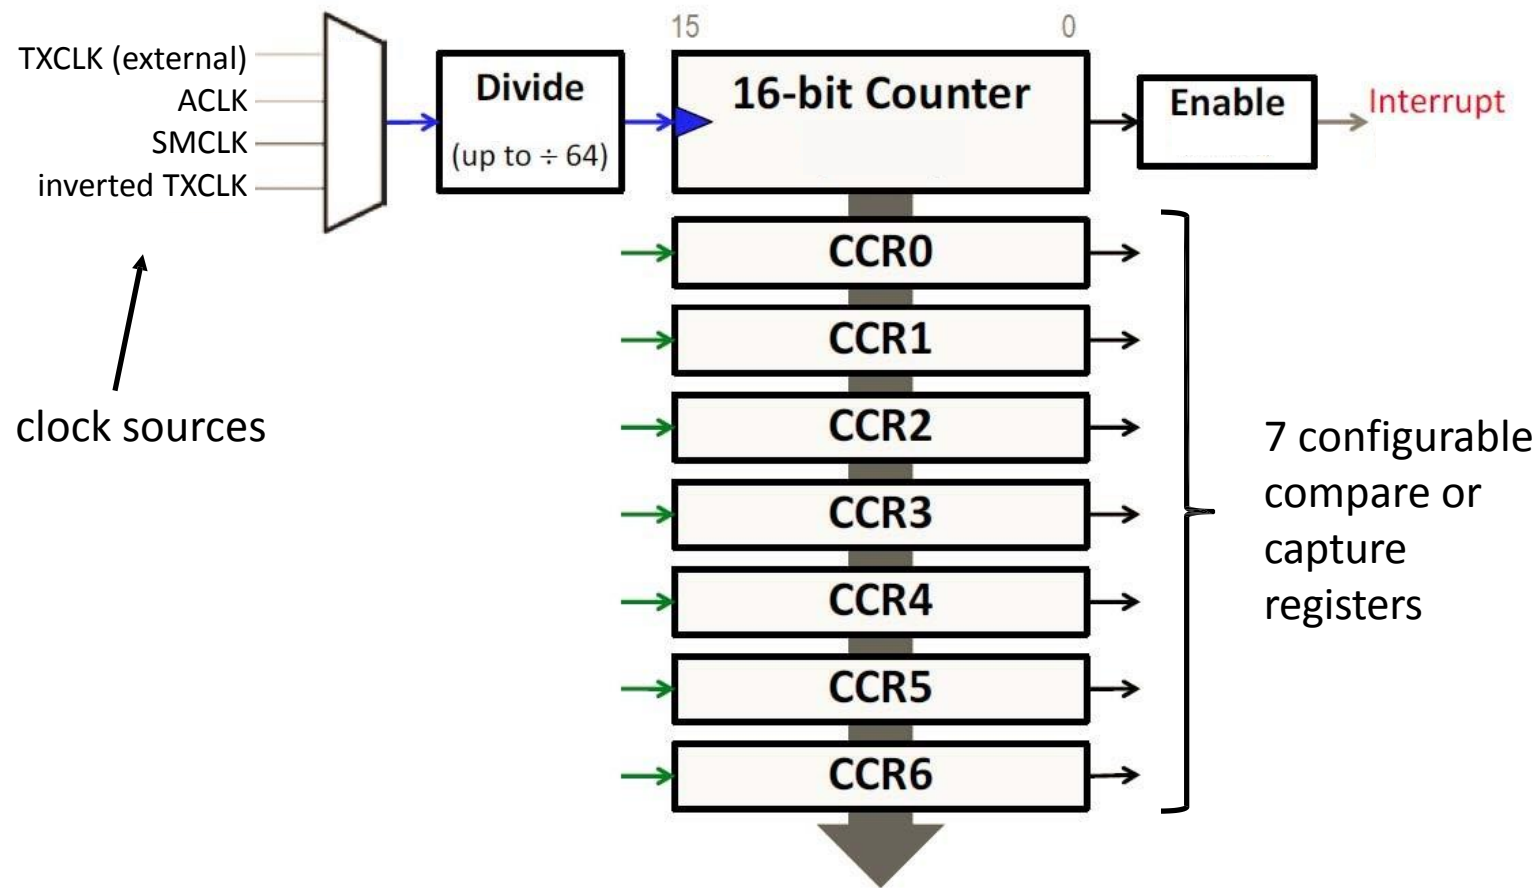 TXCLK (external)
ACLK
SMCLK
inverted TXCLK
clock sources
Divide
(up to ÷ 64)
15
0
16-bit Counter
Enable
Interrupt
CCR0
CCR1
CCR2
CCR3
CCR4
CCR5
CCR6
7 configurable
compare or
capture
registers